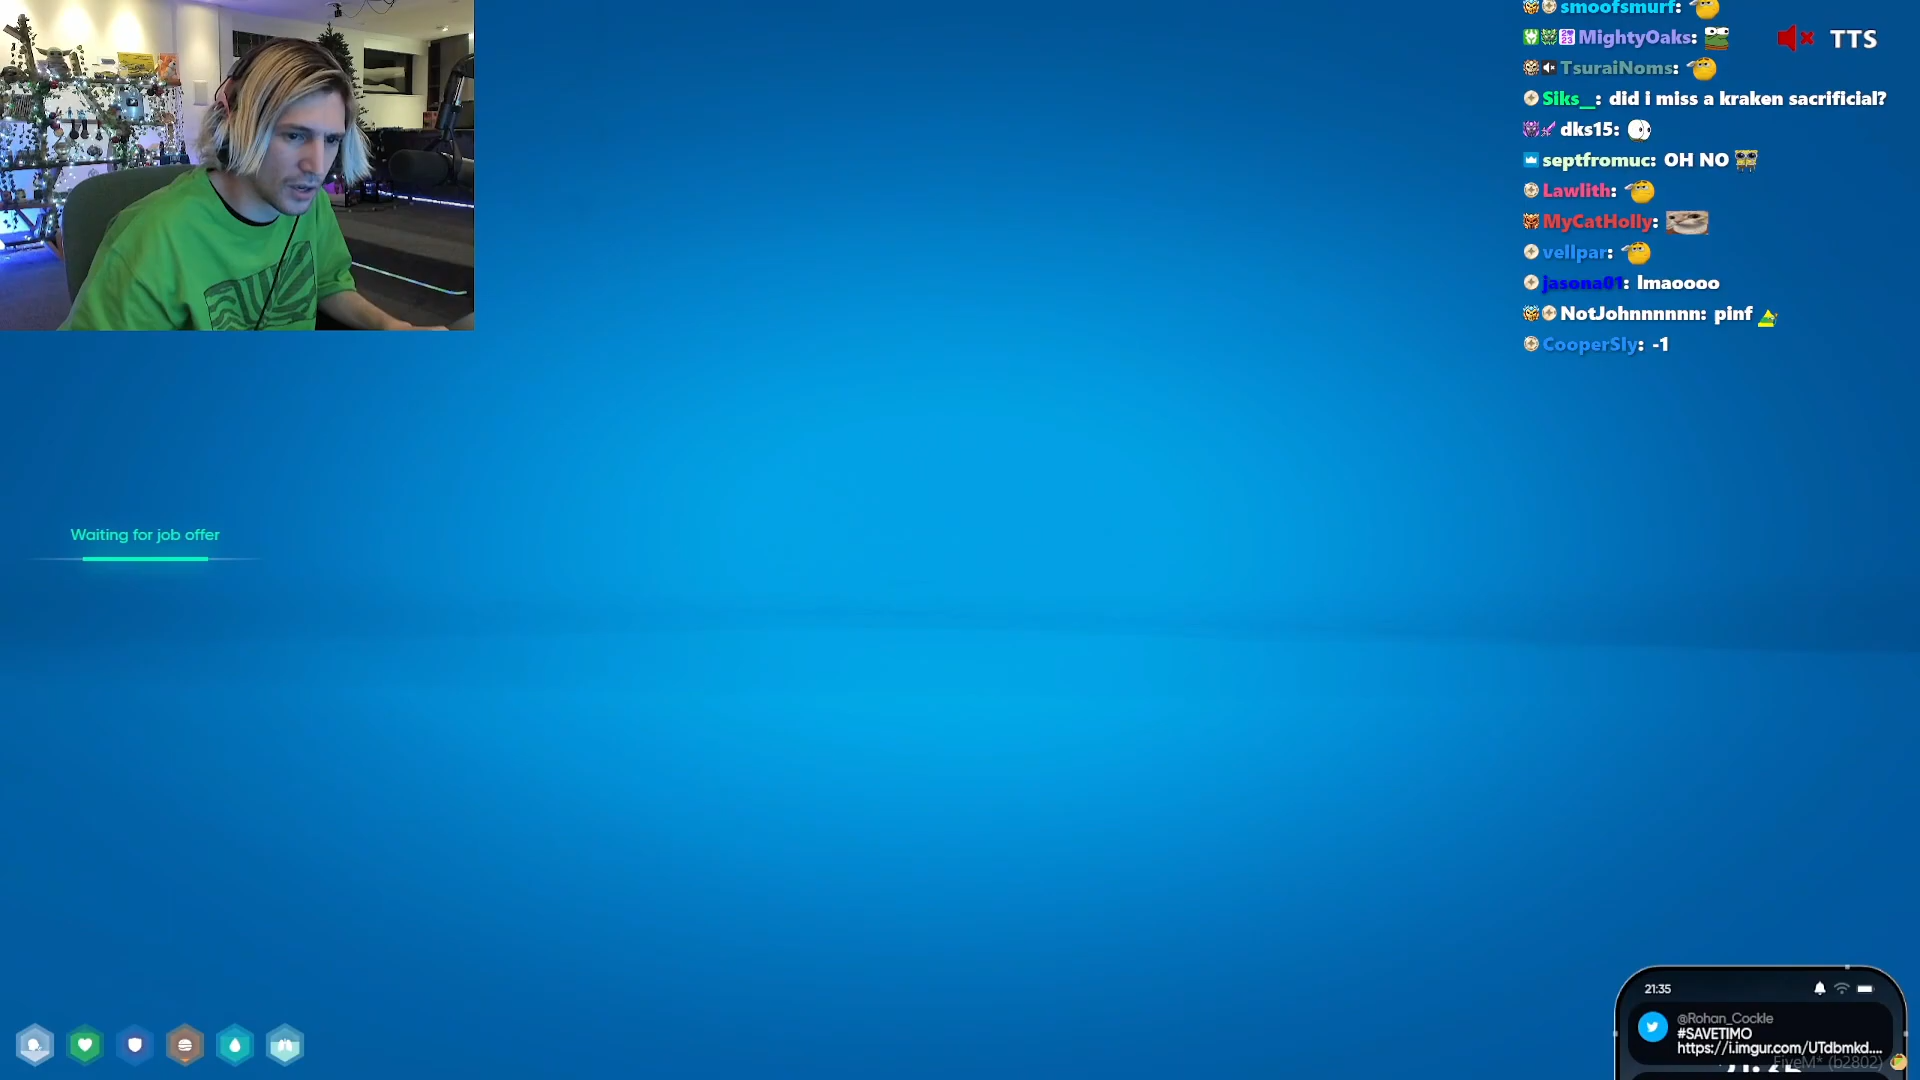 smoofsmurf:
MightyOaks:
TTS
TsuraiNoms:
Siks__: did i miss a kraken sacrificial?
dks15:
septfromuc: OH NO
Lawlith:
MyCatHolly:
vellpar:
jasona01: lmaoooo
NotJohnnnnnn: pinf
CooperSly: -1
Waiting for job offer
21:35
@Rohan_Cockle
#SAVETIMO
https://i.imgur.com/UTdbmkd....
FiveM* (b2802)